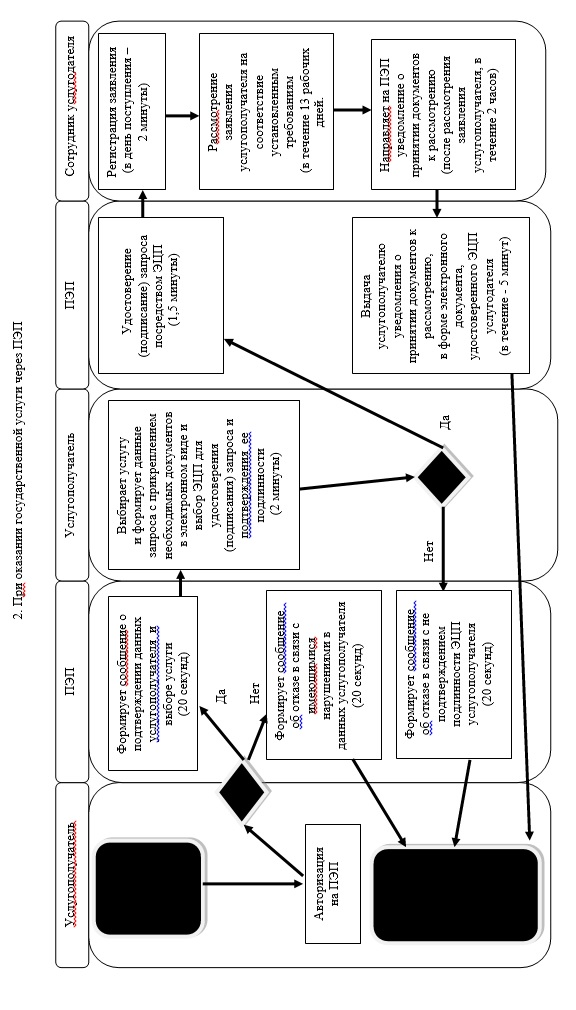 2. При оказании государственной услуги через ПЭП
Услугополучатель
ПЭП
Услугополучатель
ПЭП
Сотрудник услугодателя
Авторизация
на ПЭП
Да
Нет
Формирует сообщение о
подтверждении данных
услугополучателя и
выборе услуги
(20 секунд)
Формирует сообщение
об отказе в связи с
имеющимися
нарушениями в
данных услугополучателя
(20 секунд)
Формирует сообщение
об отказе в связи с не
подтверждением
подлинности ЭЦП
услугополучателя
(20 секунд)
Выбирает услугу
и формирует данные
запроса с прикреплением
необходимых документов
в электронном виде и
выбор ЭЦП для
удостоверения
(подписания) запроса и
подтверждения ее
подлинности
(2 минуты)
Нет
Да
Удостоверение
(подписание) запроса
посредством ЭЦП
(1,5 минуты)
Выдача
услугополучателю
уведомления о
принятии документов к
рассмотрению,
в форме электронного
документа,
удостоверенного ЭЦП
услугодателя
(в течение - 5 минут)
Регистрация заявления
(в день поступления –
2 минуты)
Рассмотрение
заявления
услугополучателя на
соответствие
установленным
требованиям
(в течение 13 рабочих
дней.
Направляет на ПЭП
уведомление о
принятии документов
к рассмотрению
(после рассмотрения
заявления
услугополучателя, в
течение 2 часов)